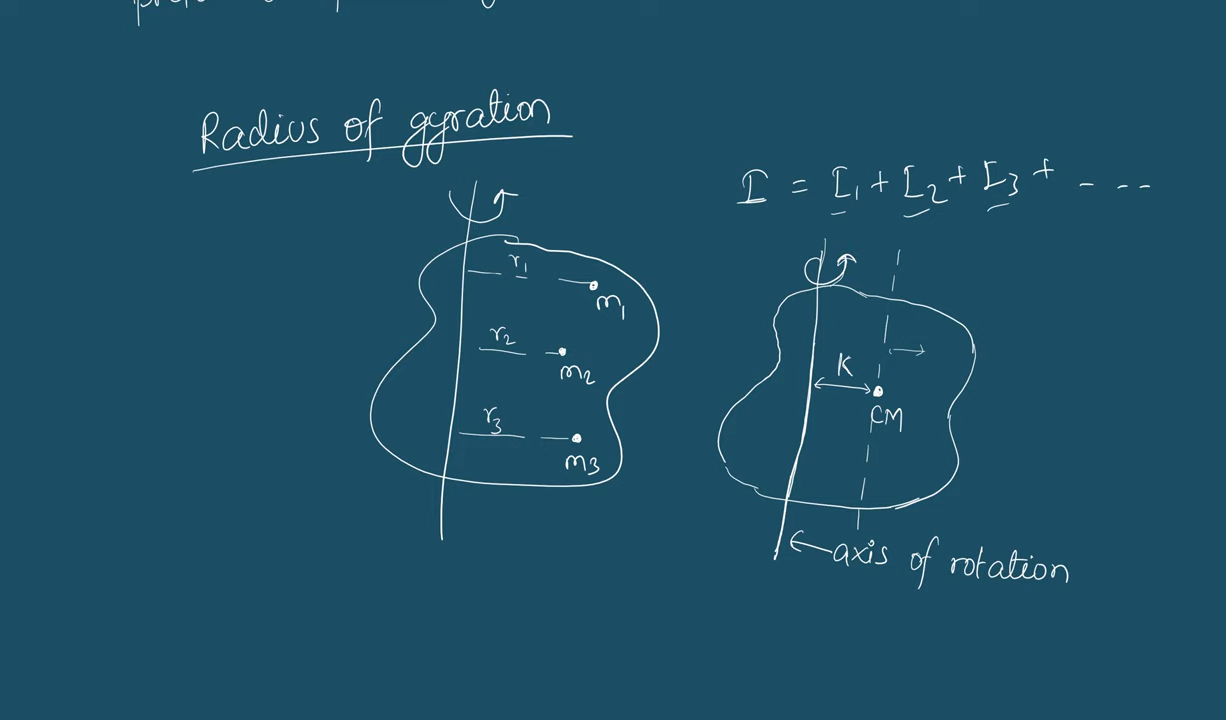 Radius of gyration
I = I1 + I2 + I3 + - - -
r1
m1
r2
m2
r3
m3
K
CM
axis of rotation